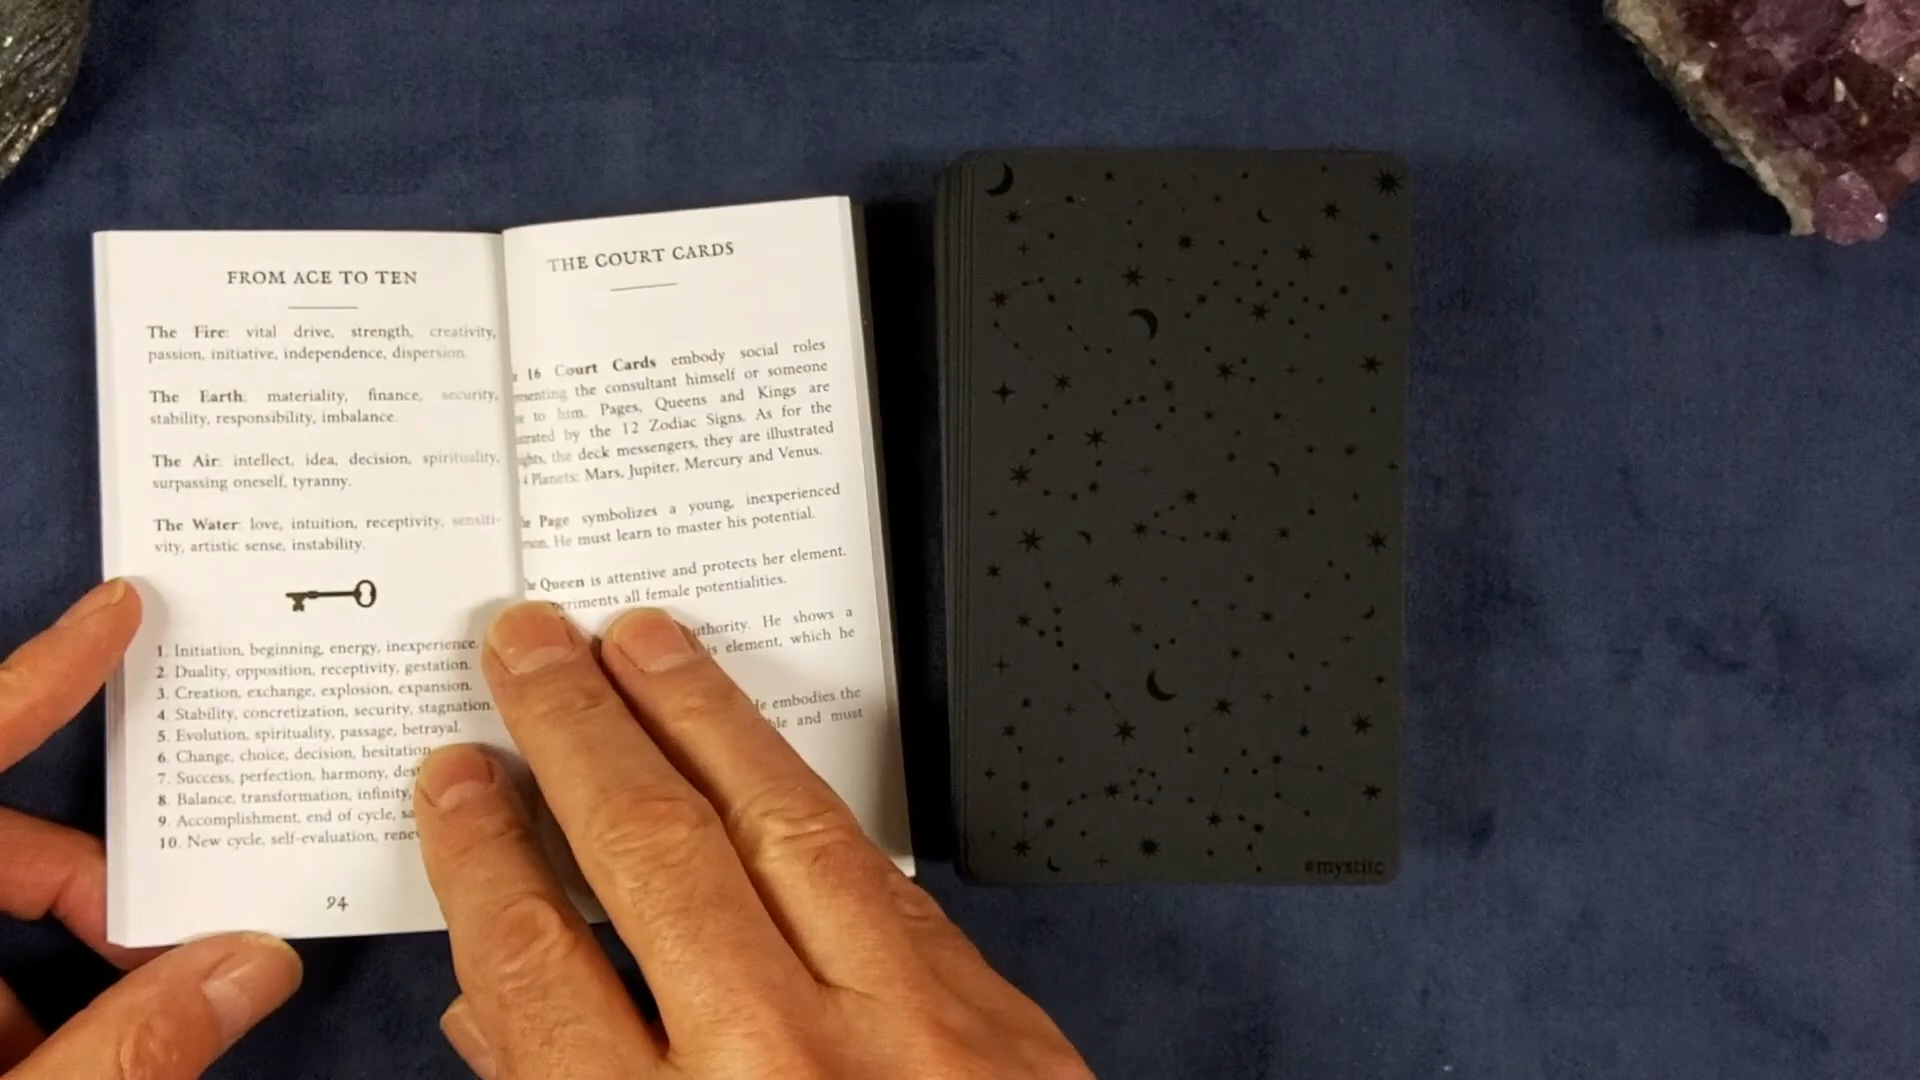 FROM ACE TO TEN
The Fire: vital drive, strength, creativity,
passion, initiative, independence, dispersion.
The Earth: materiality, finance, security,
stability, responsibility, imbalance.
The Air: intellect, idea, decision, spirituality,
surpassing oneself, tyranny.
The Water: love, intuition, receptivity, sensiti-
vity, artistic sense, instability.
1. Initiation, beginning, energy, inexperience.
2. Duality, opposition, receptivity, gestation.
3. Creation, exchange, explosion, expansion.
4. Stability, concretization, security, stagnation.
5. Evolution, spirituality, passage, betrayal.
6. Change, choice, decision, hesitation
7. Success, perfection, harmony,
8. Balance, transformation, infinity,
9. Accomplishment, end of cycle,
10. New cycle, self-evaluation,
94
THE COURT CARDS
16 Court Cards embody social roles
the consultant himself or someone
to him. Pages, Queens and Kings are
by the 12 Zodiac Signs. As for the
the deck messengers, they are illustrated
4 Planets: Mars, Jupiter, Mercury and Venus.
Page symbolizes a young, inexperienced
He must learn to master his potential.
Queen is attentive and protects her element.
all female potentialities.
He shows a
element, which he
He embodies the
and must
@mystiic